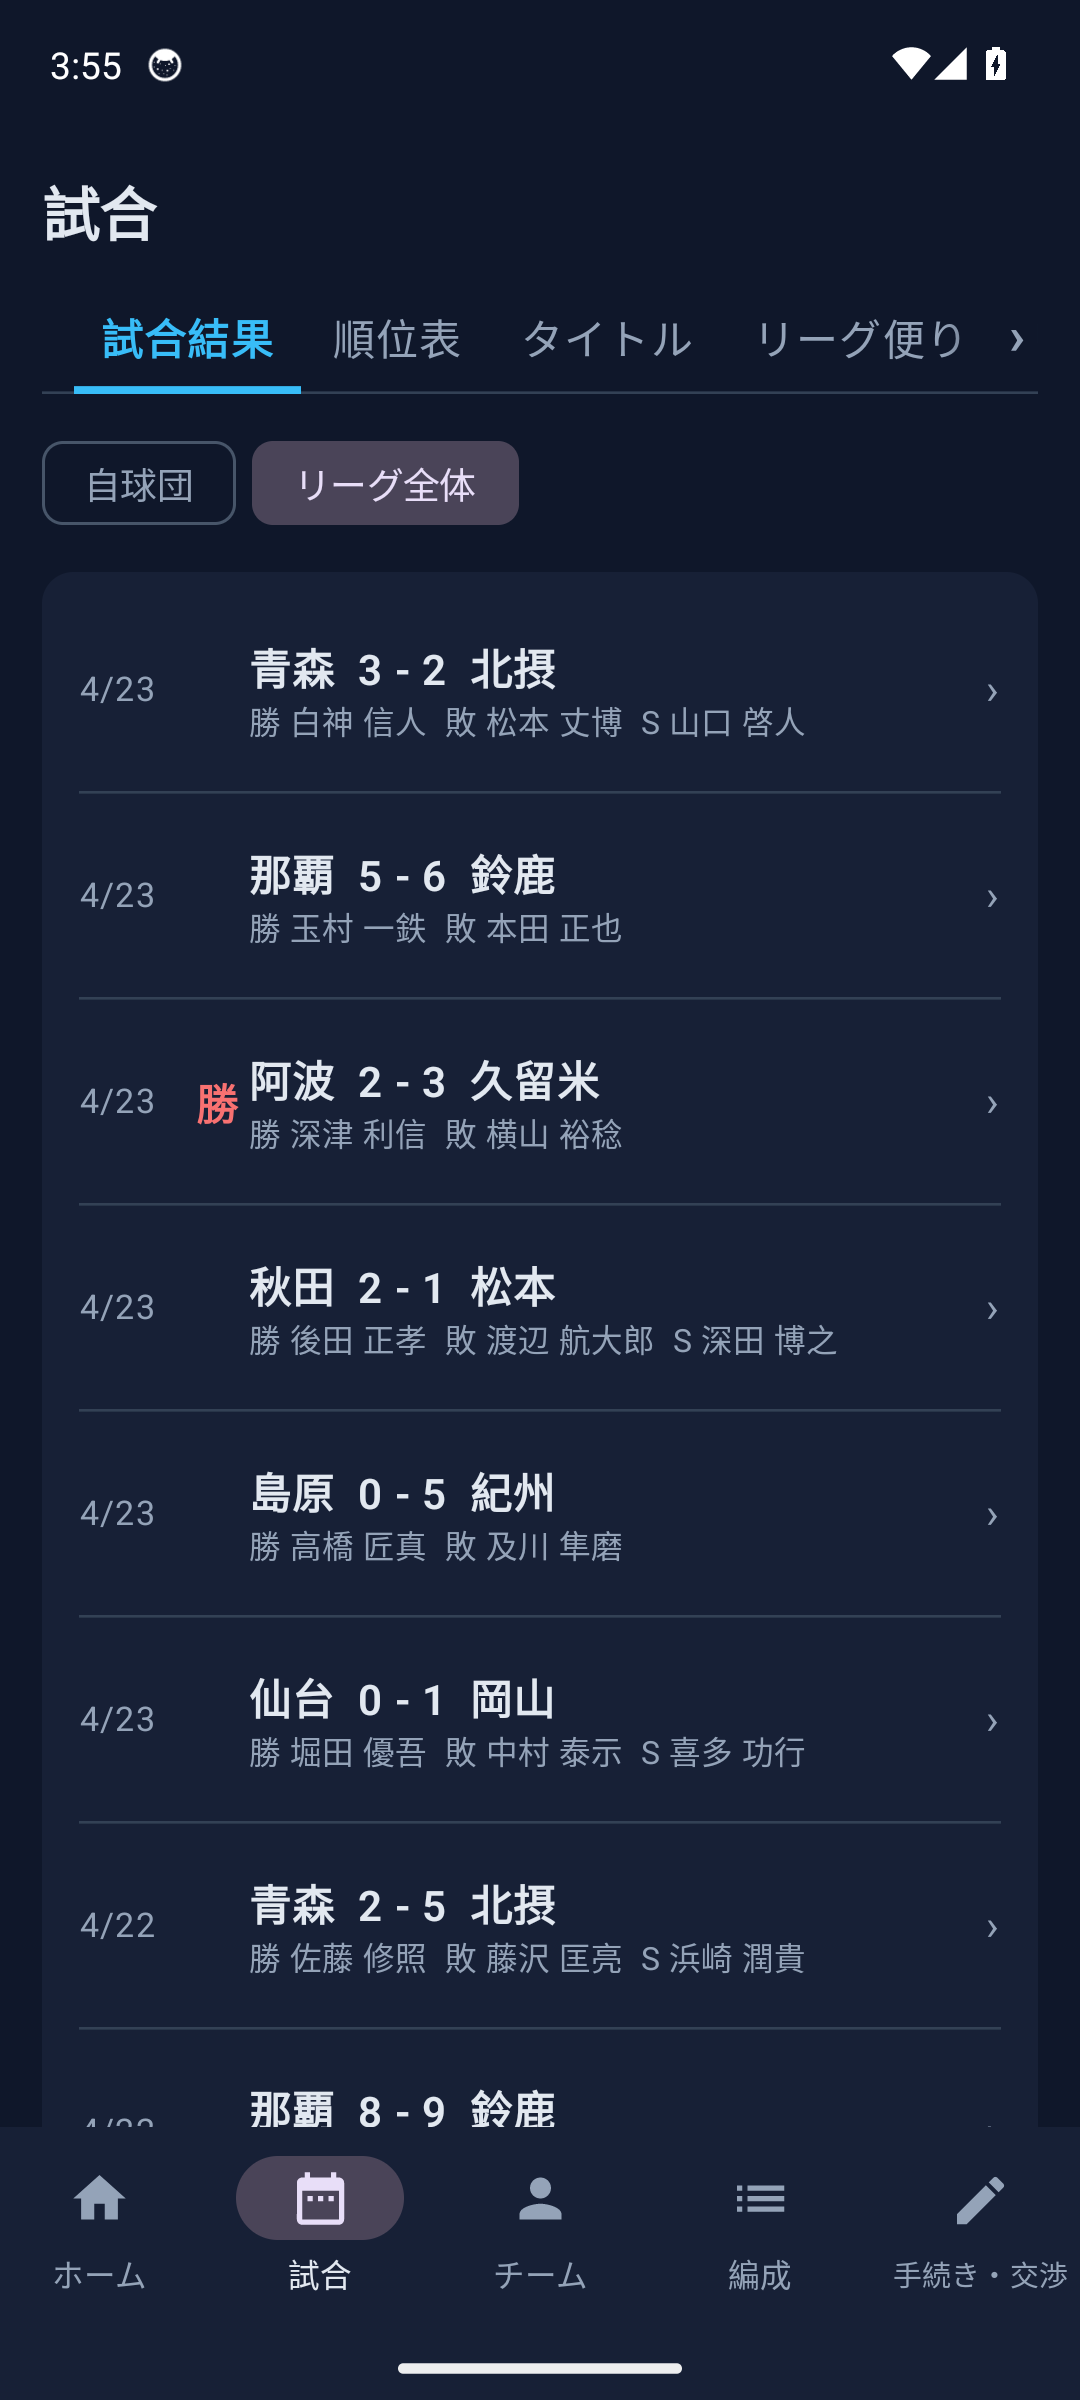 3:55
試合
試合結果 順位表 タイトル リーグ便り ›
自球団 リーグ全体
青森 3 - 2 北摂
4/23 ›
勝 白神 信人 敗 松本 丈博 S 山口 啓人
那覇 5 - 6 鈴鹿
4/23 ›
勝 玉村 一鉄 敗 本田 正也
阿波 2 - 3 久留米
4/23 勝 ›
勝 深津 利信 敗 横山 裕稔
秋田 2 - 1 松本
4/23 ›
勝 後田 正孝 敗 渡辺 航大郎 S 深田 博之
島原 0 - 5 紀州
4/23 ›
勝 高橋 匠真 敗 及川 隼磨
仙台 0 - 1 岡山
4/23 ›
勝 堀田 優吾 敗 中村 泰示 S 喜多 功行
青森 2 - 5 北摂
4/22 ›
勝 佐藤 修照 敗 藤沢 匡亮 S 浜崎 潤貴
那覇 8 - 9 鈴鹿
ホーム 試合 チーム 編成 手続き・交渉